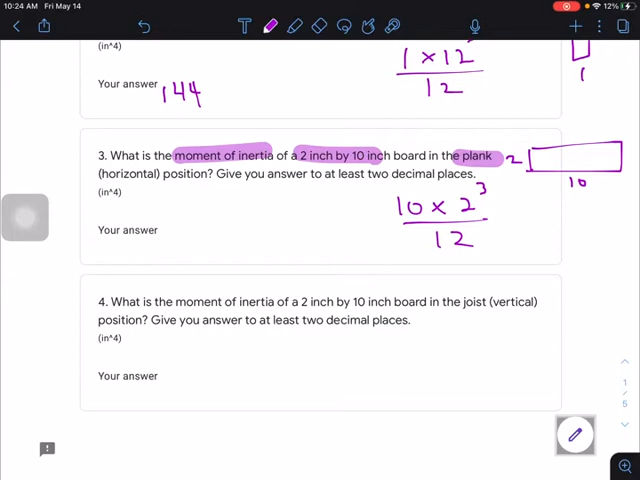 10:24 AM Fri May 14
12%
T
(in^4)
1 x 12³
12
Your answer
144
1
3. What is the moment of inertia of a 2 inch by 10 inch board in the plank
(horizontal) position? Give you answer to at least two decimal places.
2
10
(in^4)
10 x 2³
12
Your answer
4. What is the moment of inertia of a 2 inch by 10 inch board in the joist (vertical)
position? Give you answer to at least two decimal places.
(in^4)
Your answer
1
/
5